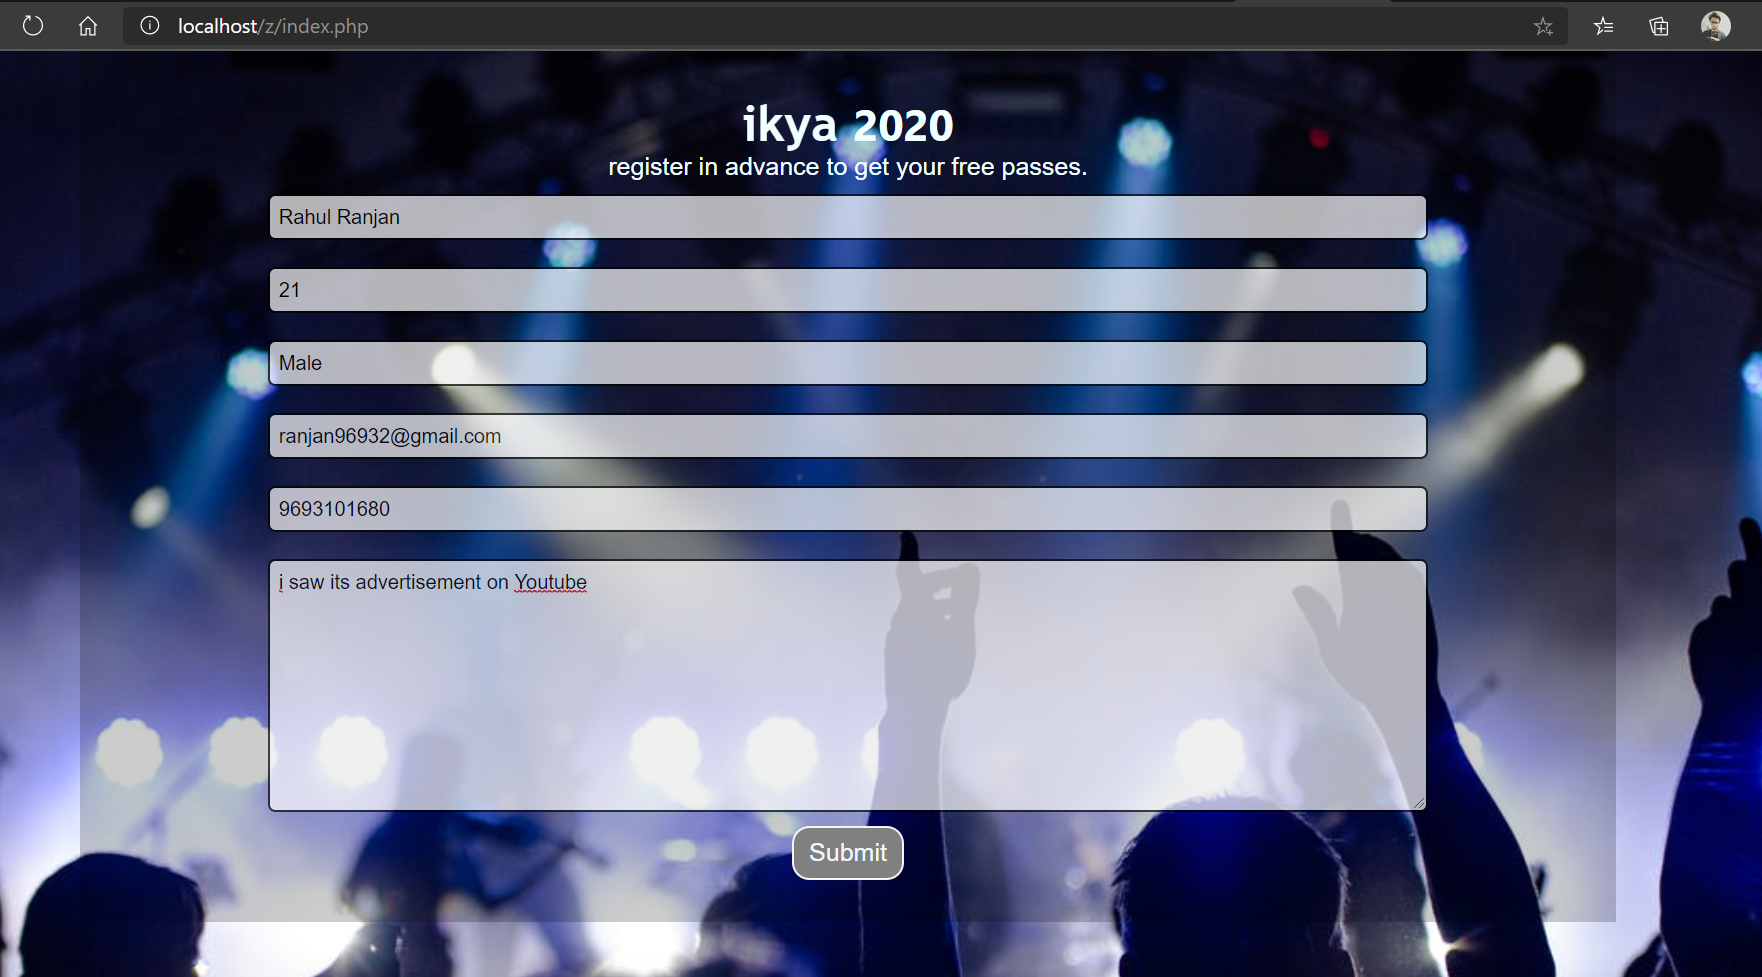 localhost/z/index.php
ikya 2020
register in advance to get your free passes.
Rahul Ranjan
21
Male
ranjan96932@gmail.com
9693101680
i saw its advertisement on Youtube
Submit